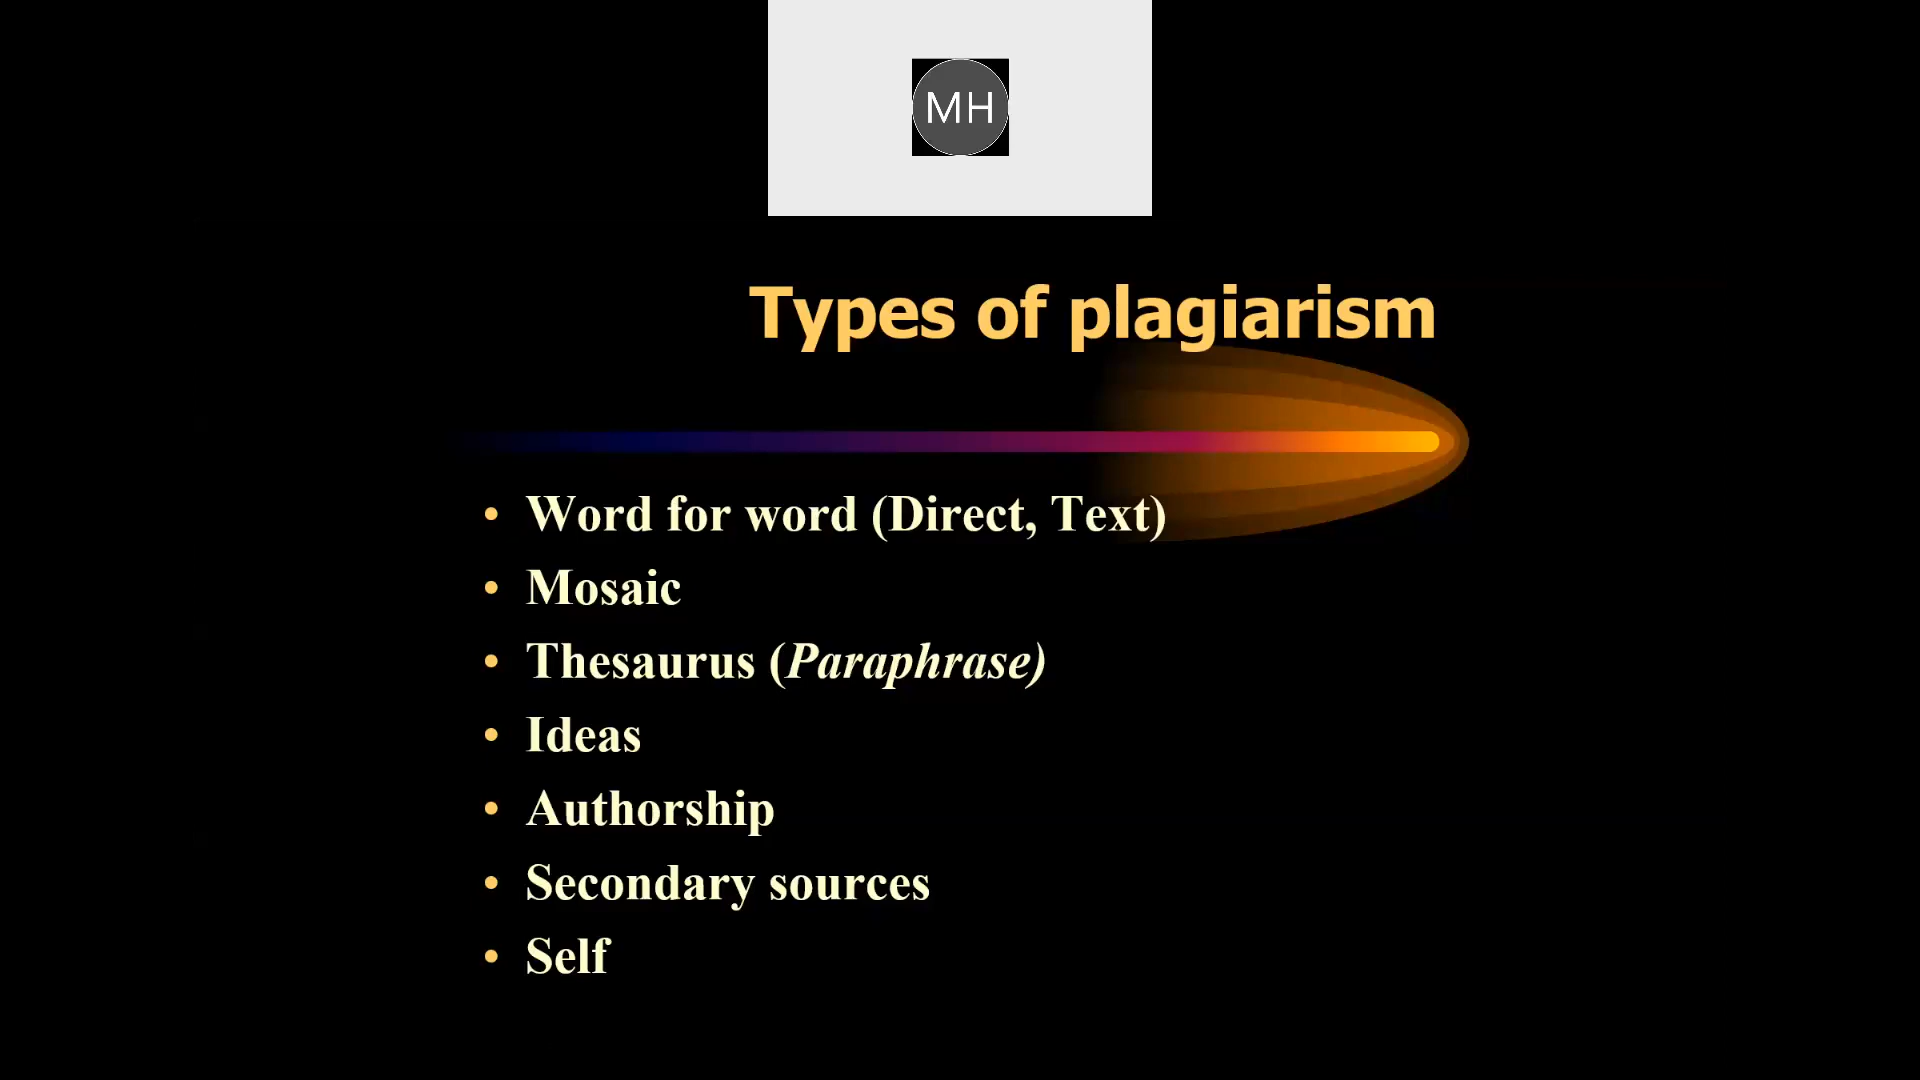 MH
Types of plagiarism
• Word for word (Direct, Text)
• Mosaic
• Thesaurus (Paraphrase)
• Ideas
• Authorship
• Secondary sources
• Self